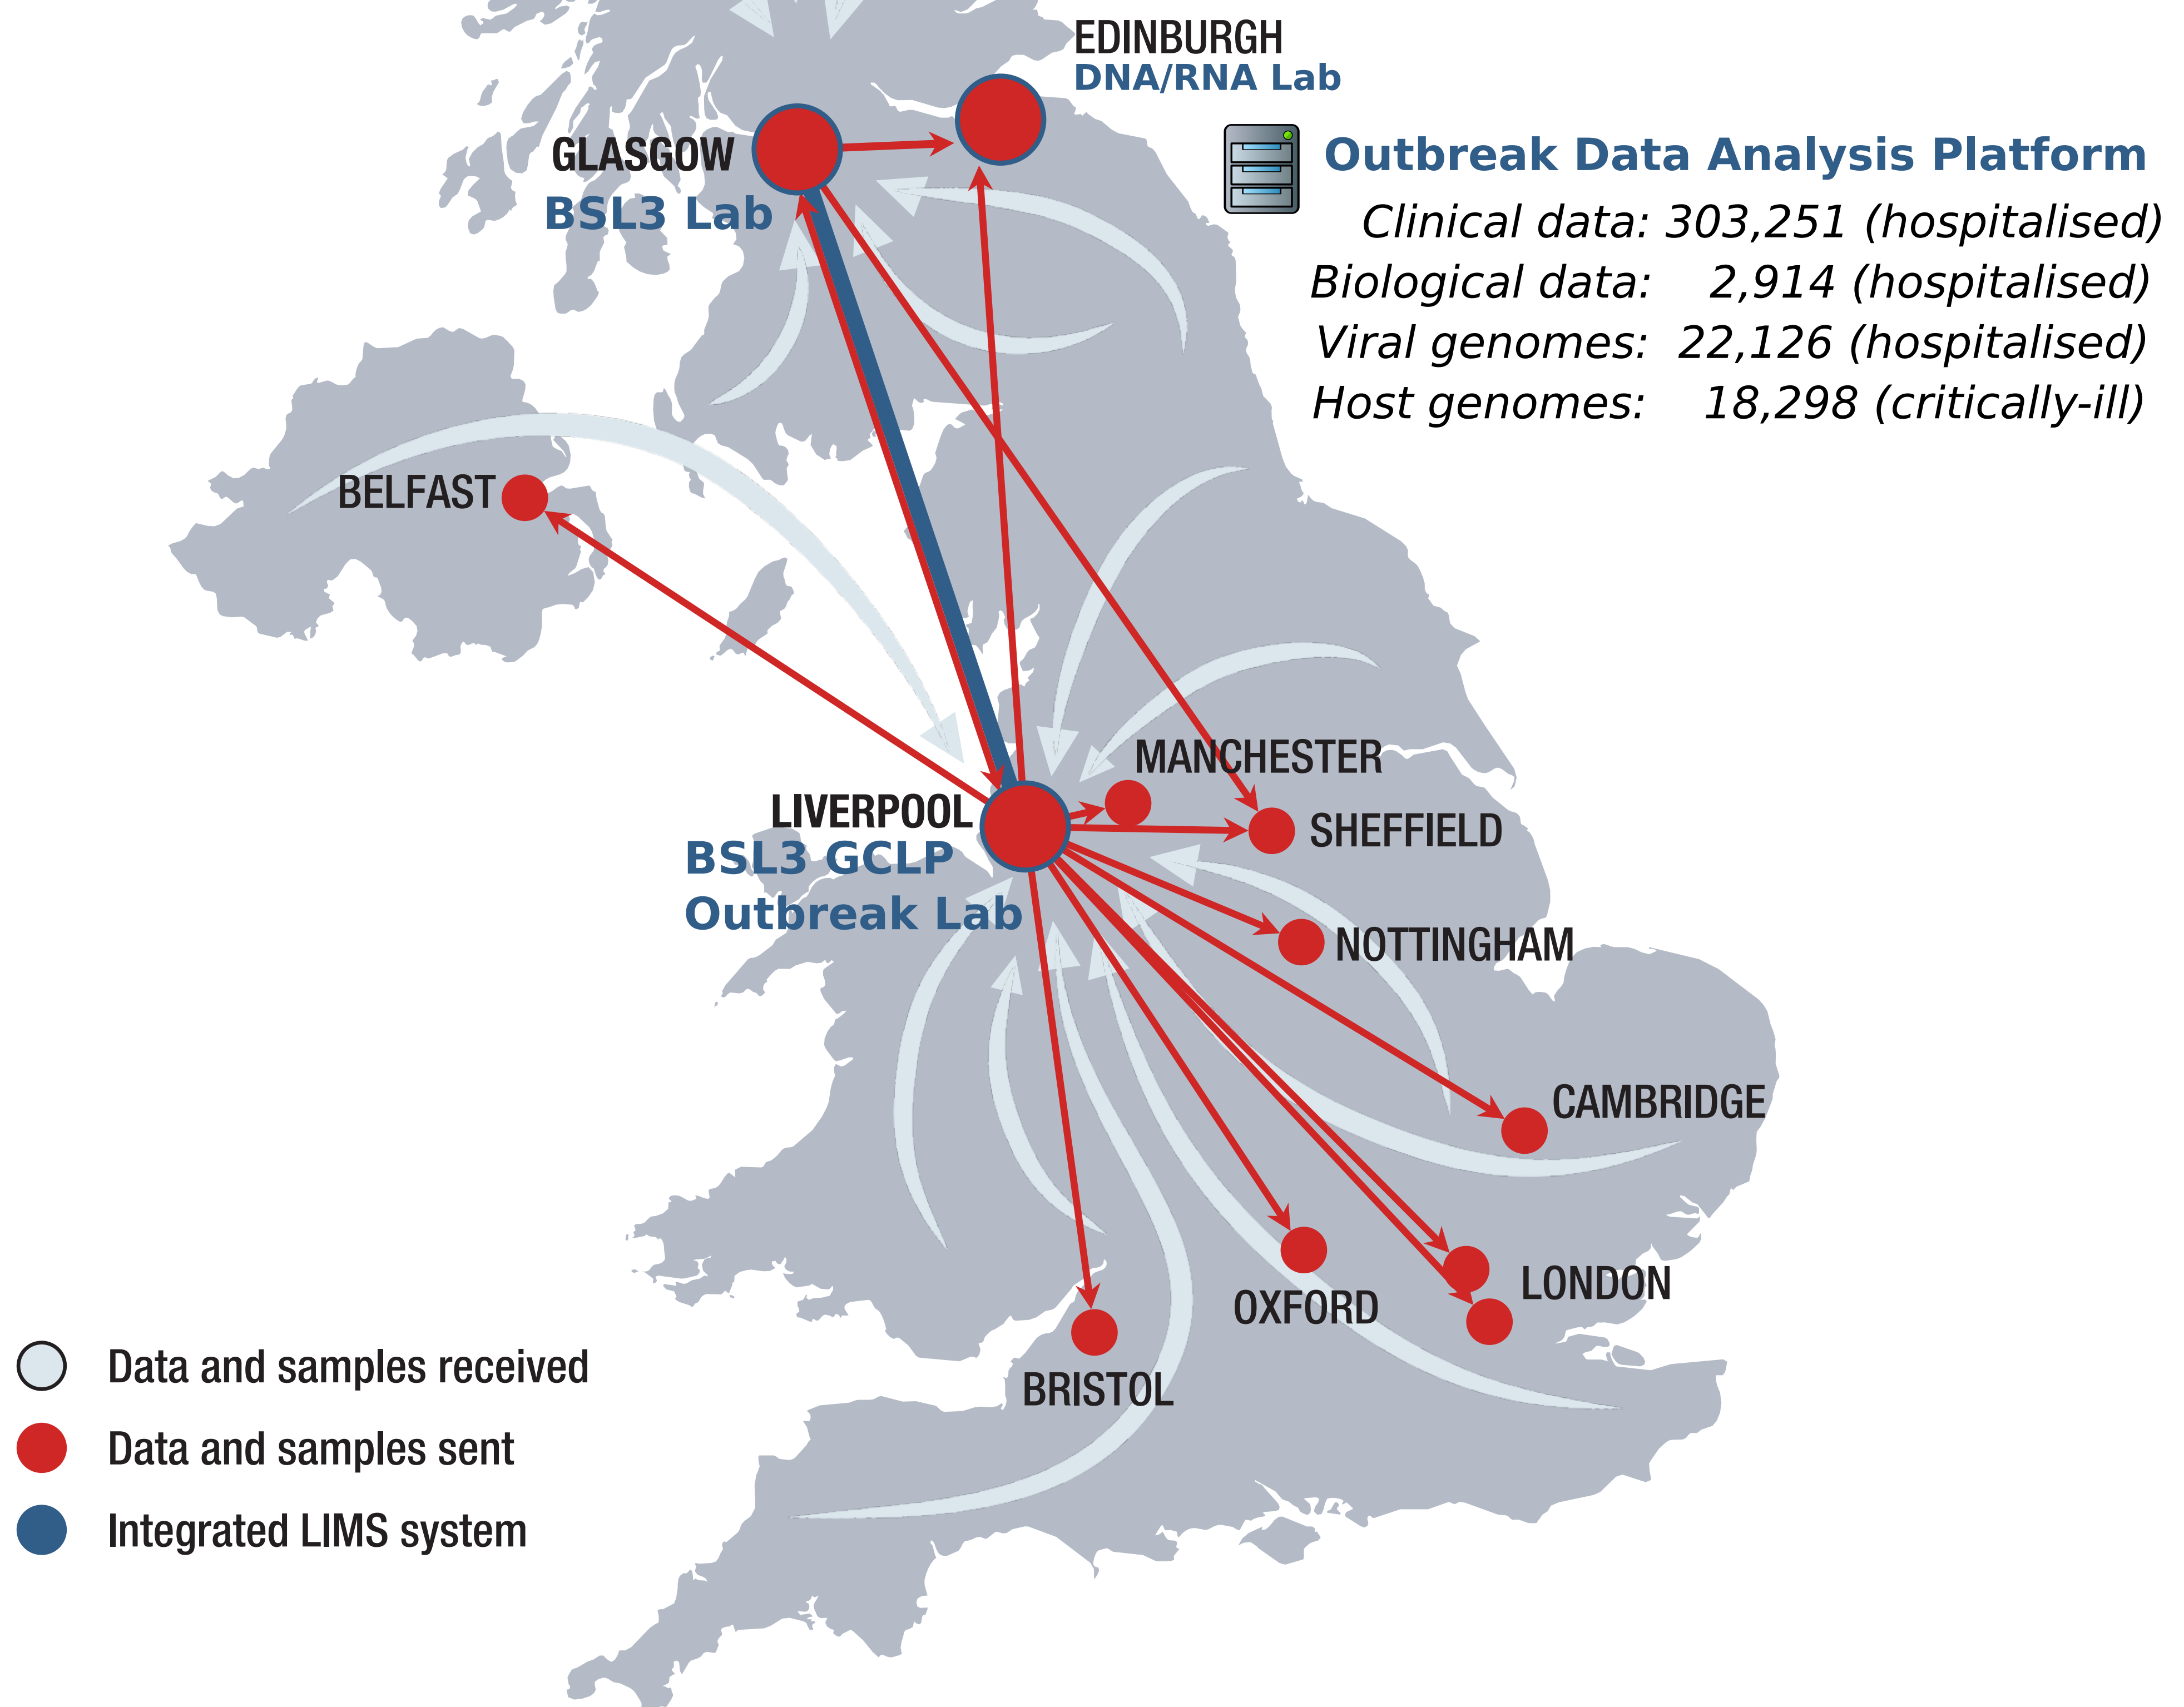 EDINBURGH
DNA/RNA Lab
GLASGOW
BSL3 Lab
Outbreak Data Analysis Platform
Clinical data: 303,251 (hospitalised)
Biological data: 2,914 (hospitalised)
Viral genomes: 22,126 (hospitalised)
Host genomes: 18,298 (critically-ill)
BELFAST
MANCHESTER
LIVERPOOL
BSL3 GCLP
Outbreak Lab
SHEFFIELD
NOTTINGHAM
CAMBRIDGE
LONDON
OXFORD
BRISTOL
Data and samples received
Data and samples sent
Integrated LIMS system